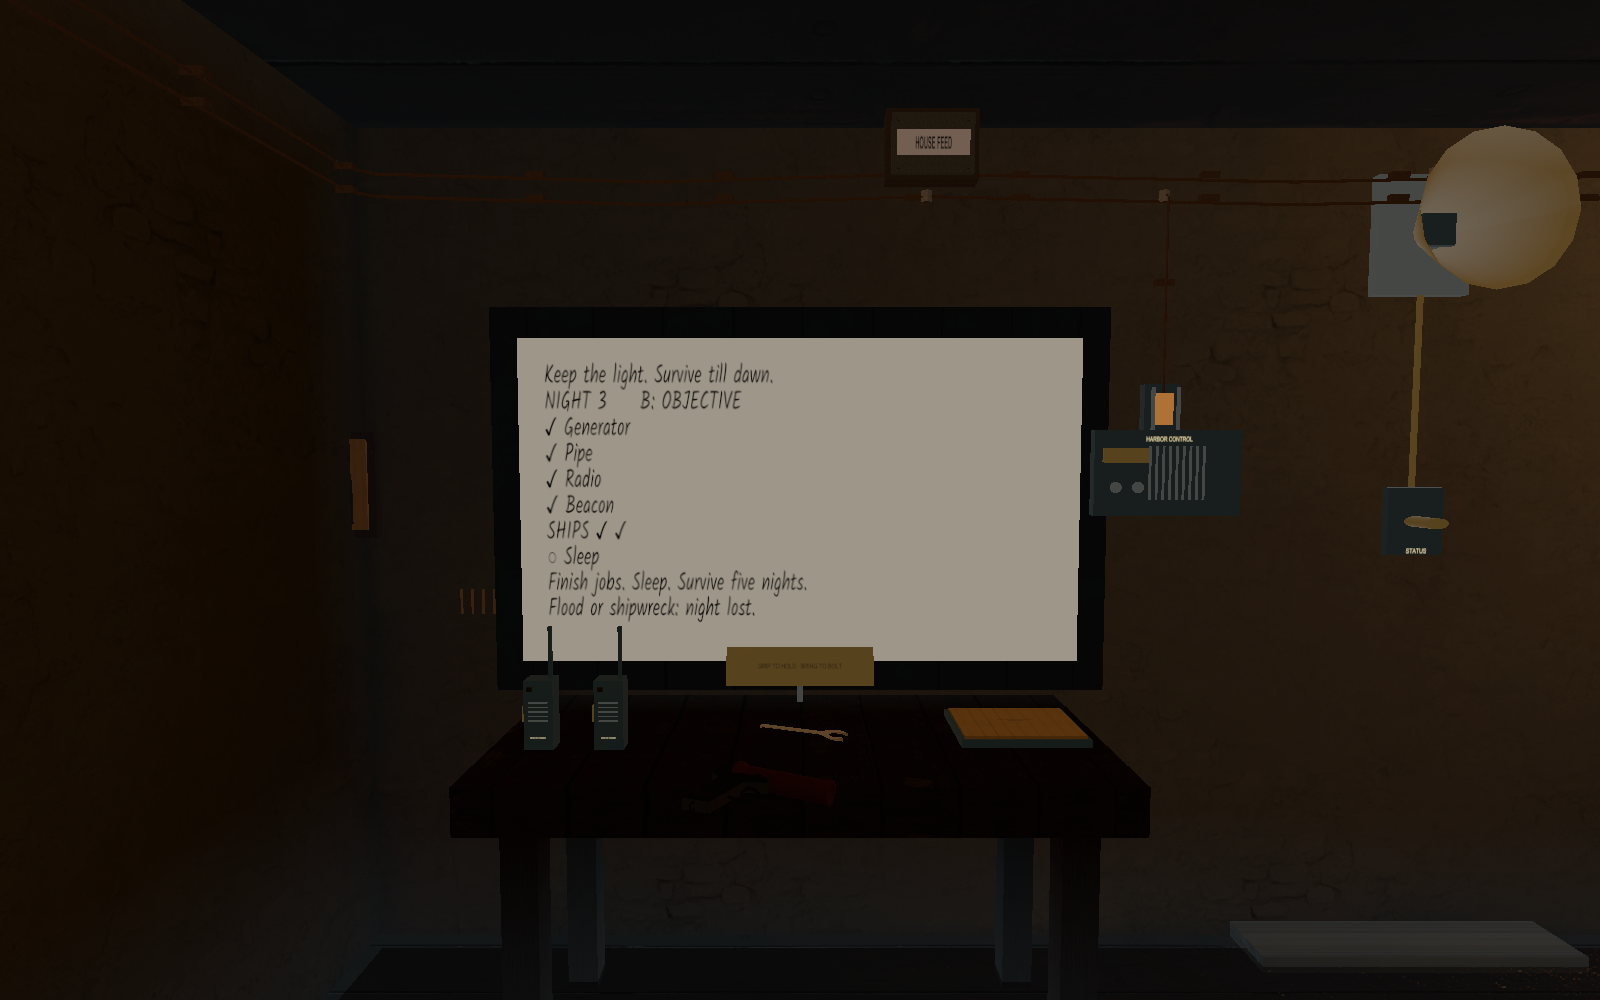 HOUSE FEED
Keep the light. Survive till dawn.
NIGHT 3 B: OBJECTIVE
✓ Generator
✓ Pipe
✓ Radio
✓ Beacon
SHIPS ✓ ✓
○ Sleep
Finish jobs. Sleep. Survive five nights.
Flood or shipwreck: night lost.
HARBOR CONTROL
STATUS